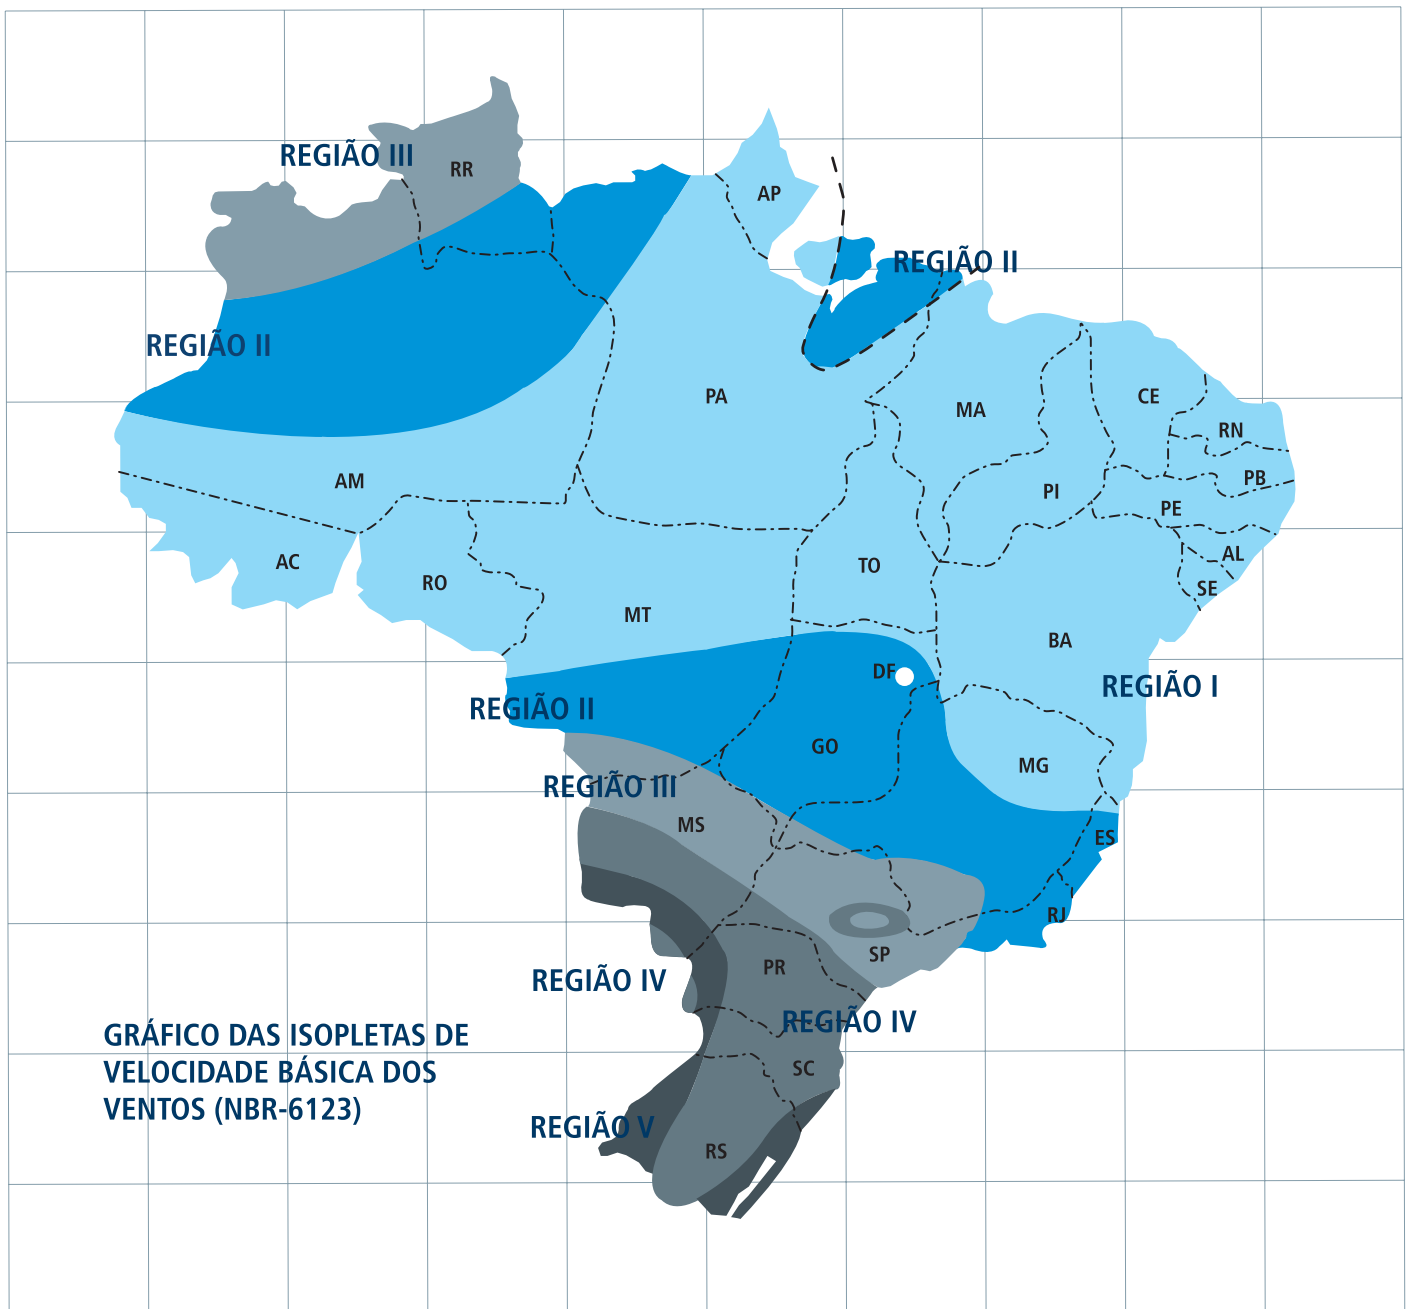 REGIÃO III
RR
AP
REGIÃO II
REGIÃO II
PA
MA
CE
RN
AM
PI
PB
PE
AC
RO
TO
AL
SE
MT
BA
DF
REGIÃO I
REGIÃO II
GO
MG
REGIÃO III
MS
ES
RJ
SP
PR
REGIÃO IV
REGIÃO IV
GRÁFICO DAS ISOPLETAS DE
VELOCIDADE BÁSICA DOS
VENTOS (NBR-6123)
SC
REGIÃO V
RS